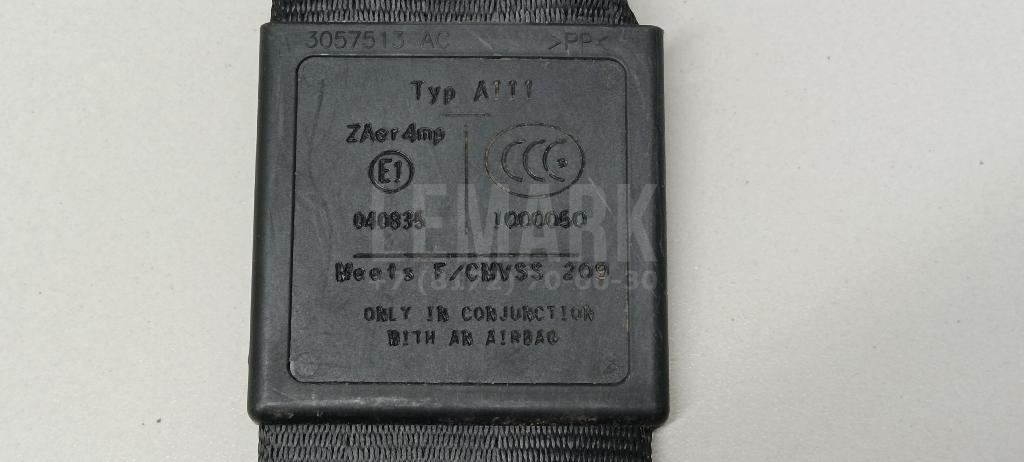 3057513 AC >PP<
Typ A111
ZAer4mp
E1
CCCS
040835 1000060
LEMARK
Meets F/CMVSS 209
ONLY IN CONJUNCTION
WITH AN AIRBAG